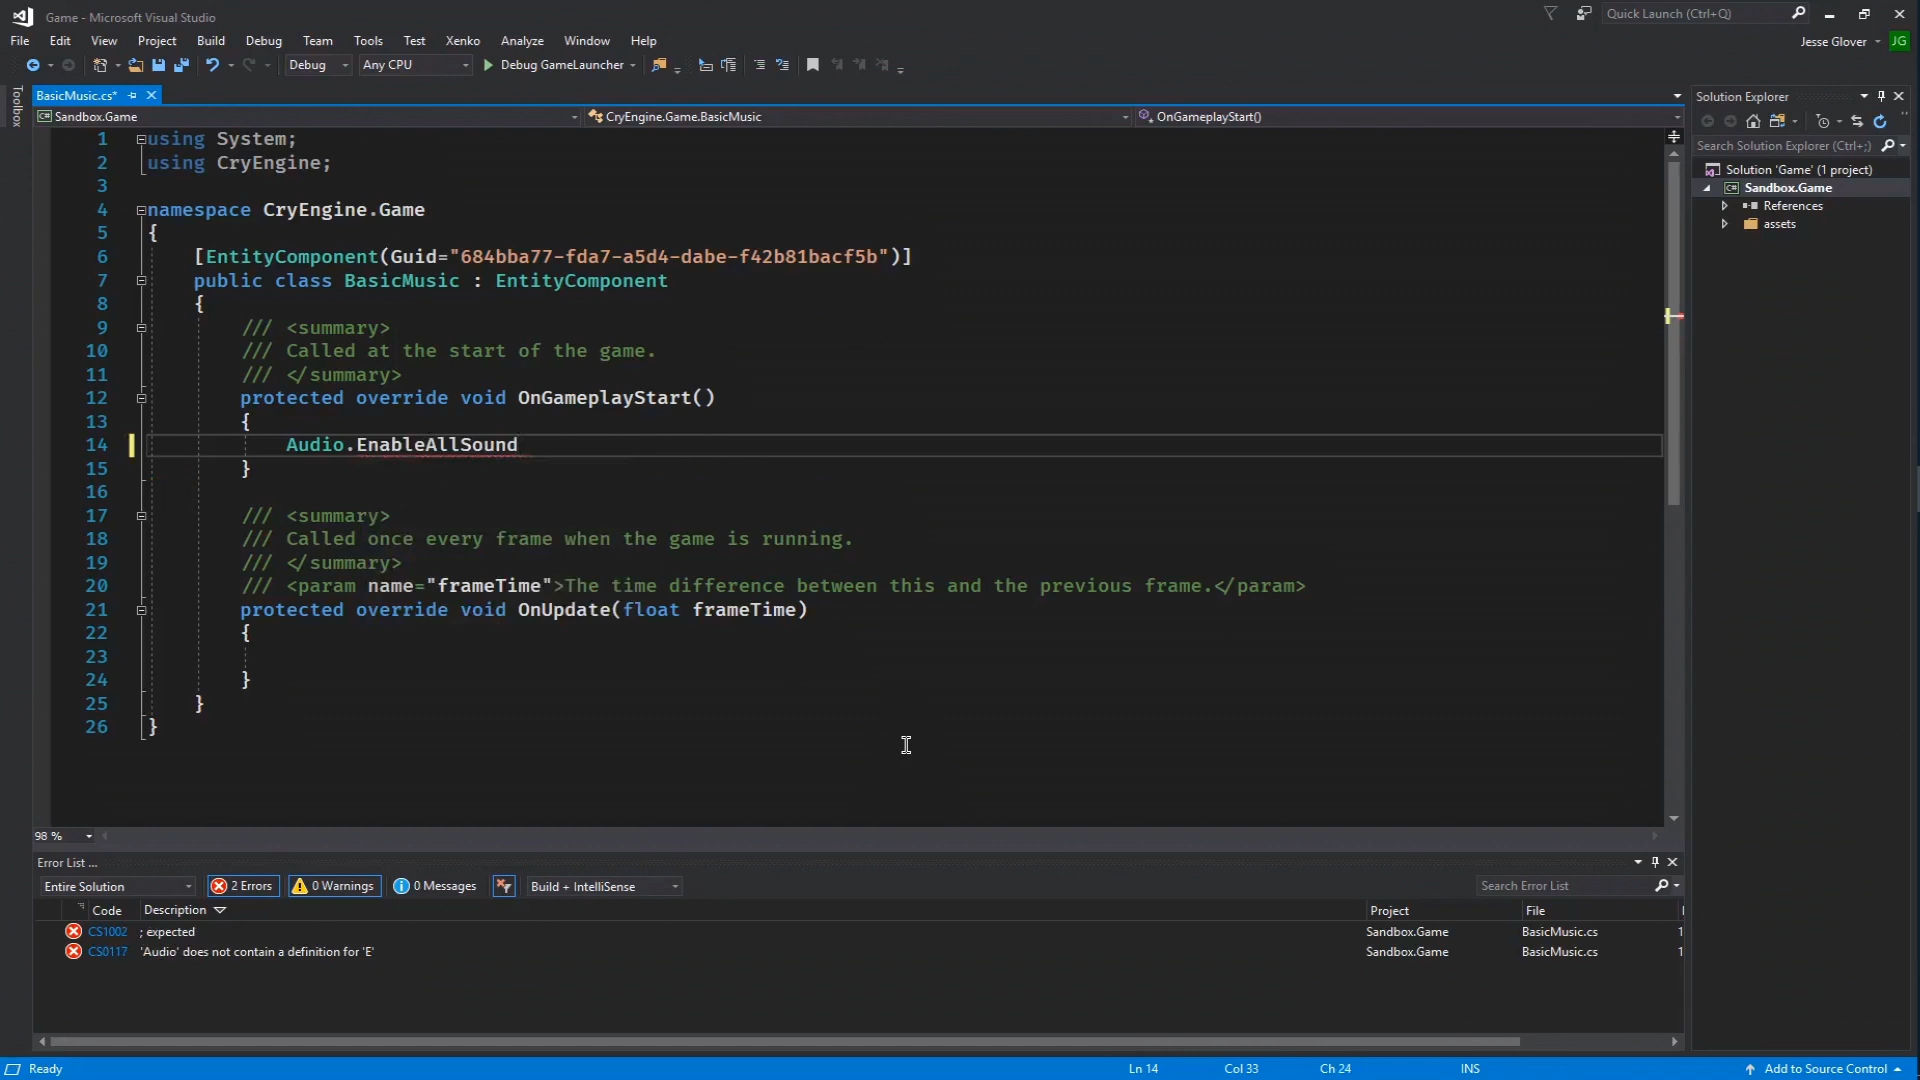 Game - Microsoft Visual Studio
Quick Launch (Ctrl+Q)
File Edit View Project Build Debug Team Tools Test Xenko Analyze Window Help
Jesse Glover JG
Debug Any CPU Debug GameLauncher
Toolbox
BasicMusic.cs*
Sandbox.Game CryEngine.Game.BasicMusic OnGameplayStart()
1 using System;
2 using CryEngine;
3
4 namespace CryEngine.Game
5 {
6 [EntityComponent(Guid="684bba77-fda7-a5d4-dabe-f42b81bacf5b")]
7 public class BasicMusic : EntityComponent
8 {
9 /// <summary>
10 /// Called at the start of the game.
11 /// </summary>
12 protected override void OnGameplayStart()
13 {
14 Audio.EnableAllSound
15 }
16
17 /// <summary>
18 /// Called once every frame when the game is running.
19 /// </summary>
20 /// <param name="frameTime">The time difference between this and the previous frame.</param>
21 protected override void OnUpdate(float frameTime)
22 {
23
24 }
25 }
26 }
98 %
Solution Explorer
Search Solution Explorer (Ctrl+;)
Solution 'Game' (1 project)
C# Sandbox.Game
References
assets
Error List ...
Entire Solution 2 Errors 0 Warnings 0 Messages Build + IntelliSense Search Error List
Code Description Project File
CS1002 ; expected Sandbox.Game BasicMusic.cs 1
CS0117 'Audio' does not contain a definition for 'E' Sandbox.Game BasicMusic.cs 1
Ready Ln 14 Col 33 Ch 24 INS Add to Source Control